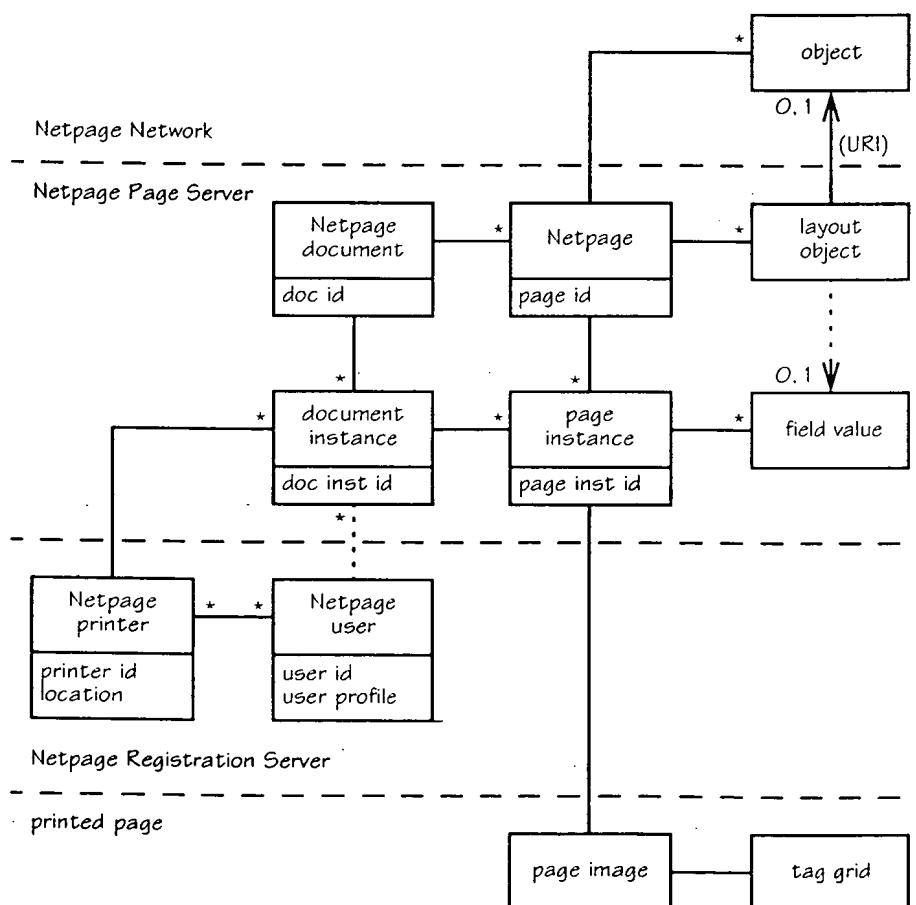 *
object
0..1
Netpage Network
(URI)
Netpage Page Server
Netpage
document
*
Netpage
*
layout
object
doc id
page id
*
*
0..1
*
document
instance
*
page
instance
*
field value
doc inst id
page inst id
*
Netpage
printer
*
*
Netpage
user
printer id
location
user id
user profile
Netpage Registration Server
printed page
page image
tag grid